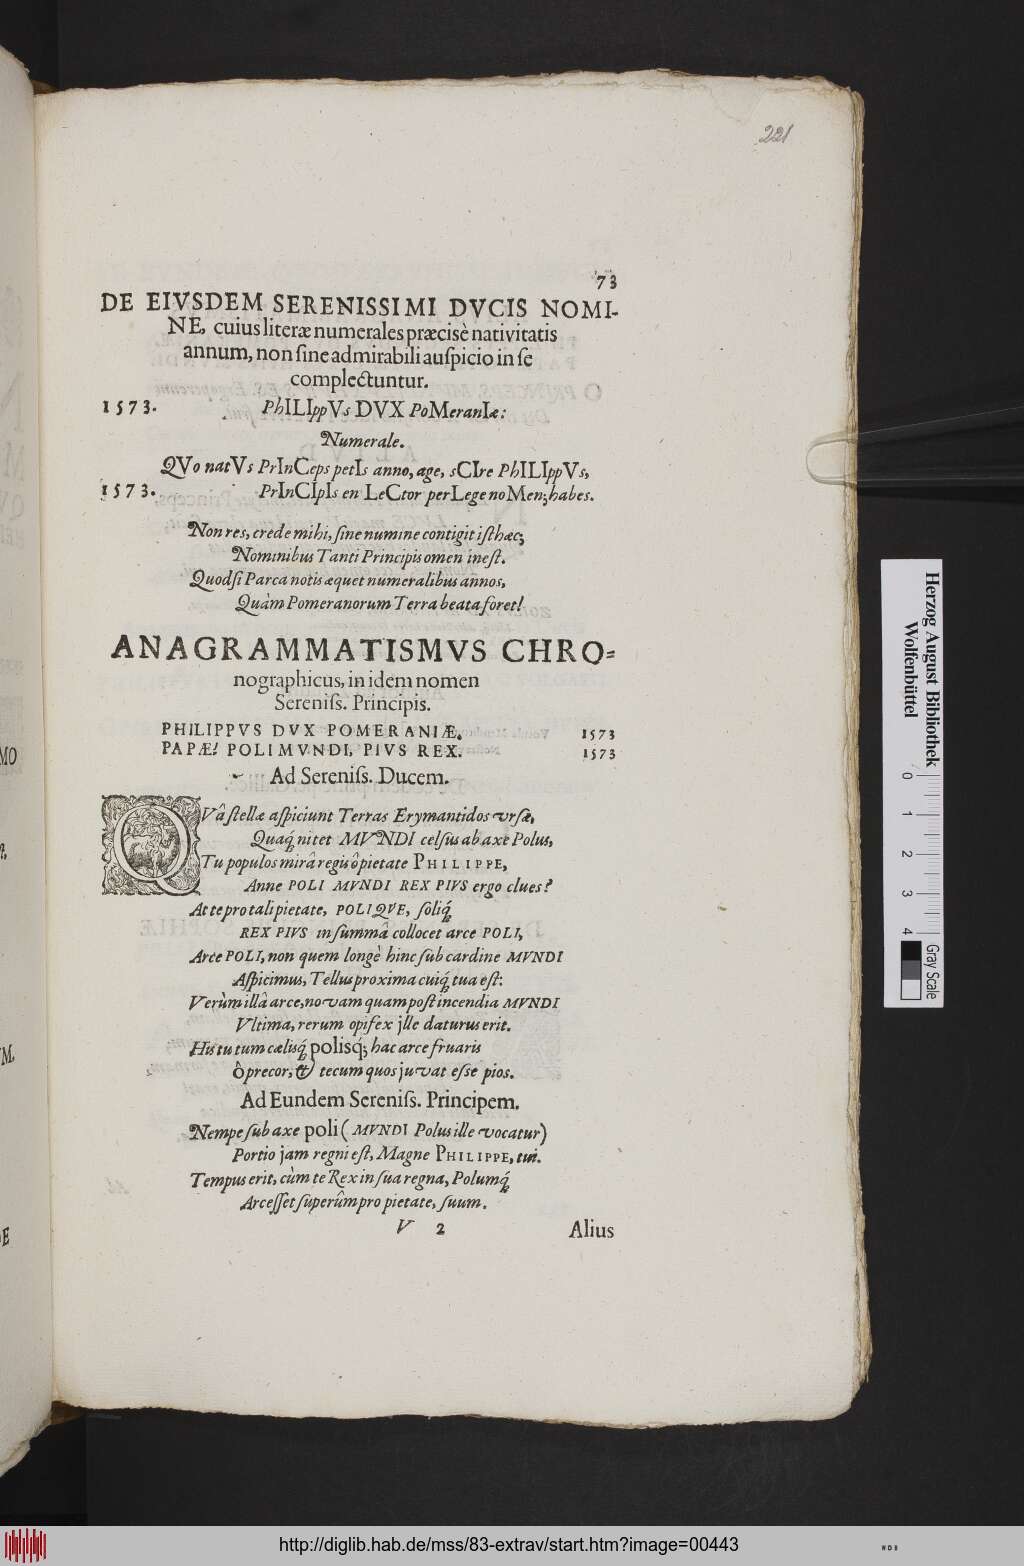 221
73
DE EIVSDEM SERENISSIMI DVCIS NOMI-
NE, cuius literæ numerales præcisè nativitatis
annum, non ſine admirabili auſpicio in ſe
complectuntur.
1573. PhILIppVs DVX PoMeranIæ:
Numerale.
QVo natVs PrInCeps petIs anno, age, sCIre PhILIppVs,
1573. PrInCIpIs en LeCtor perLege noMen; habes.
Non res, crede mihi, ſine numine contigit iſthæc;
Nominibus Tanti Principis omen ineſt.
Quodſi Parca notis æquet numeralibus annos,
Quàm Pomeranorum Terra beata foret!
ANAGRAMMATISMVS CHRO=
nographicus, in idem nomen
Sereniſs. Principis.
PHILIPPVS DVX POMERANIÆ. 1573
PAPÆ! POLI MVNDI, PIVS REX. 1573
Ad Sereniſs. Ducem.
QVâ ſtellæ aſpiciunt Terras Erymantidos urſæ,
Quaq́ nitet MVNDI celſius ab axe Polus,
Tu populos mirâ regis ô pietate PHILIPPE,
Anne POLI MVNDI REX PIVS ergo clues?
At te pro tali pietate, POLIQVE, ſoliq́
REX PIVS in ſummâ collocet arce POLI,
Arce POLI, non quem longè hinc ſub cardine MVNDI
Aſpicimus, Tellus proxima cuiq́ tua eſt:
Verùm illâ arce, novam quam poſt incendia MVNDI
Vltima, rerum opifex jlle daturus erit.
His tu tum cælisq́ polisq́; hac arce fruaris
ô precor, & tecum quos juvat eſse pios.
Ad Eundem Sereniſs. Principem.
Nempe ſub axe poli (MVNDI Polus ille vocatur)
Portio jam regni eſt, Magne PHILIPPE, tui.
Tempus erit, cùm te Rex in ſua regna, Polumq́
Arceſſet ſuperûm pro pietate, ſuum.
V 2 Alius
Herzog August Bibliothek
Wolfenbüttel
0 1 2 3 4
Gray Scale
http://diglib.hab.de/mss/83-extrav/start.htm?image=00443